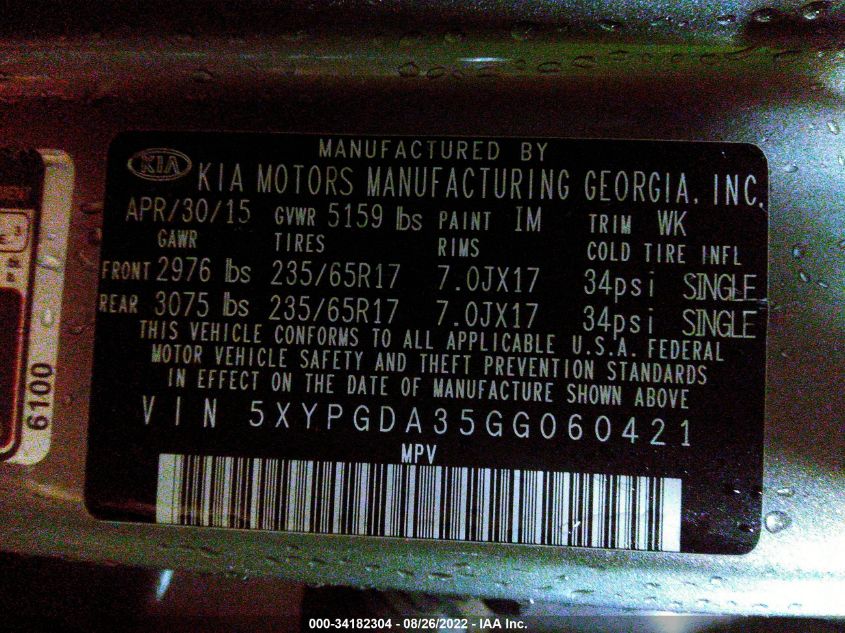 MANUFACTURED BY
KIA KIA MOTORS MANUFACTURING GEORGIA, INC.
APR/30/15 GVWR 5159 lbs PAINT IM TRIM WK
GAWR TIRES RIMS COLD TIRE INFL
FRONT 2976 lbs 235/65R17 7.0JX17 34psi SINGLE
REAR 3075 lbs 235/65R17 7.0JX17 34psi SINGLE
THIS VEHICLE CONFORMS TO ALL APPLICABLE U.S.A. FEDERAL
MOTOR VEHICLE SAFETY AND THEFT PREVENTION STANDARDS
IN EFFECT ON THE DATE OF MANUFACTURE SHOWN ABOVE
VIN 5XYPGDA35GG060421
MPV
6100
000-34182304 - 08/26/2022 - IAA Inc.